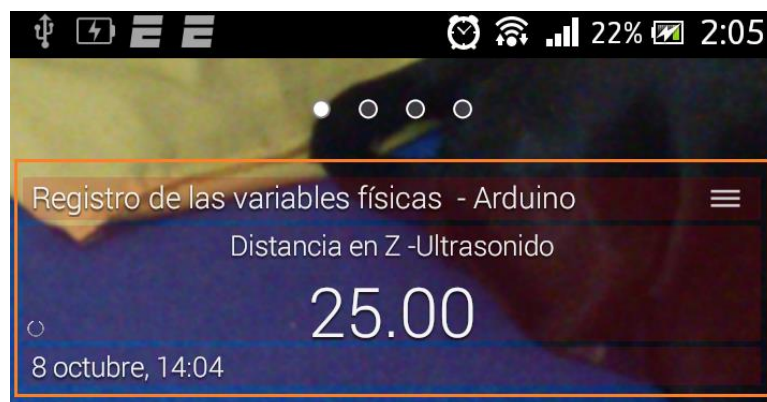 22% 2:05
Registro de las variables físicas - Arduino
Distancia en Z -Ultrasonido
25.00
8 octubre, 14:04